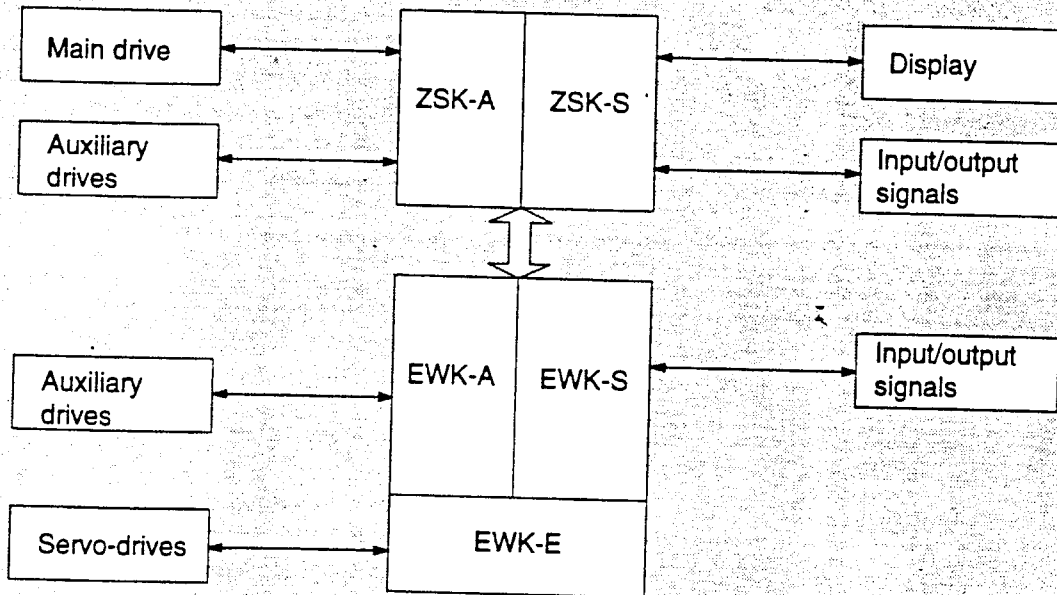 Main drive
ZSK-A
ZSK-S
Display
Auxiliary
drives
Input/output
signals
Auxiliary
drives
EWK-A
EWK-S
Input/output
signals
Servo-drives
EWK-E